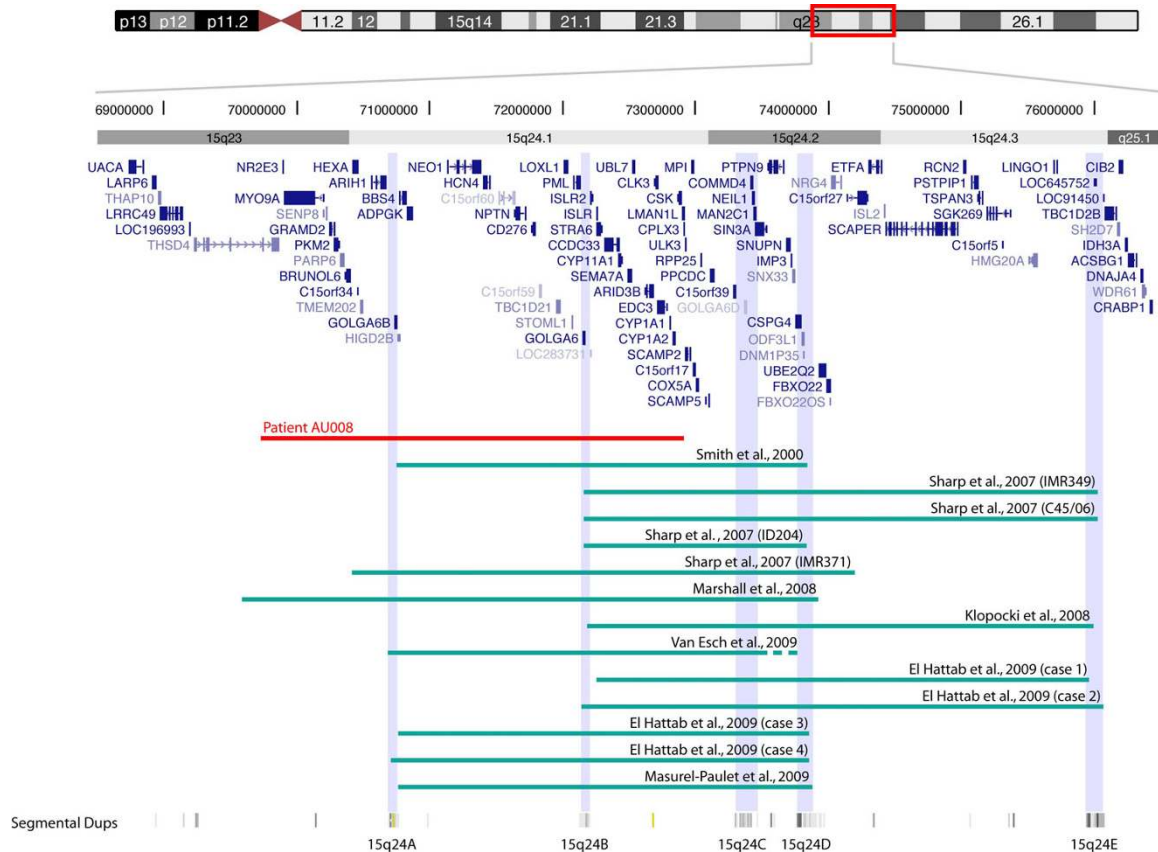 p13 p12 p11.2 11.2 12 15q14 21.1 21.3 q23 26.1
69000000 70000000 71000000 72000000 73000000 74000000 75000000 76000000
15q23 15q24.1 15q24.2 15q24.3 q25.1
UACA NR2E3 HEXA NEO1 LOXL1 UBL7 MPI PTPN9 ETFA RCN2 LINGO1 CIB2
LARP6 ARIH1 HCN4 PML CLK3 COMMD4 NRG4 PSTPIP1 LOC645752
THAP10 MYO9A BBS4 C15orf60 ISLR2 CSK NEIL1 C15orf27 TSPAN3 LOC91450
LRRC49 SENP8 ADPGK NPTN ISLR LMAN1L MAN2C1 ISL2 SGK269 TBC1D2B
LOC196993 GRAMD2 CD276 STRA6 CPLX3 SIN3A SCAPER SH2D7
THSD4 PKM2 CCDC33 ULK3 SNUPN C15orf5 IDH3A
PARP6 CYP11A1 RPP25 IMP3 HMG20A ACSBG1
BRUNOL6 SEMA7A PPCDC SNX33 DNAJA4
C15orf34 C15orf59 ARID3B C15orf39 WDR61
TMEM202 TBC1D21 EDC3 GOLGA6D CRABP1
GOLGA6B STOML1 CYP1A1 CSPG4
HIGD2B GOLGA6 CYP1A2 ODF3L1
LOC283731 SCAMP2 DNM1P35
C15orf17 UBE2Q2
COX5A FBXO22
SCAMP5 FBXO22OS
Patient AU008
Smith et al., 2000
Sharp et al., 2007 (IMR349)
Sharp et al., 2007 (C45/06)
Sharp et al., 2007 (ID204)
Sharp et al., 2007 (IMR371)
Marshall et al., 2008
Klopocki et al., 2008
Van Esch et al., 2009
El Hattab et al., 2009 (case 1)
El Hattab et al., 2009 (case 2)
El Hattab et al., 2009 (case 3)
El Hattab et al., 2009 (case 4)
Masurel-Paulet et al., 2009
Segmental Dups
15q24A 15q24B 15q24C 15q24D 15q24E